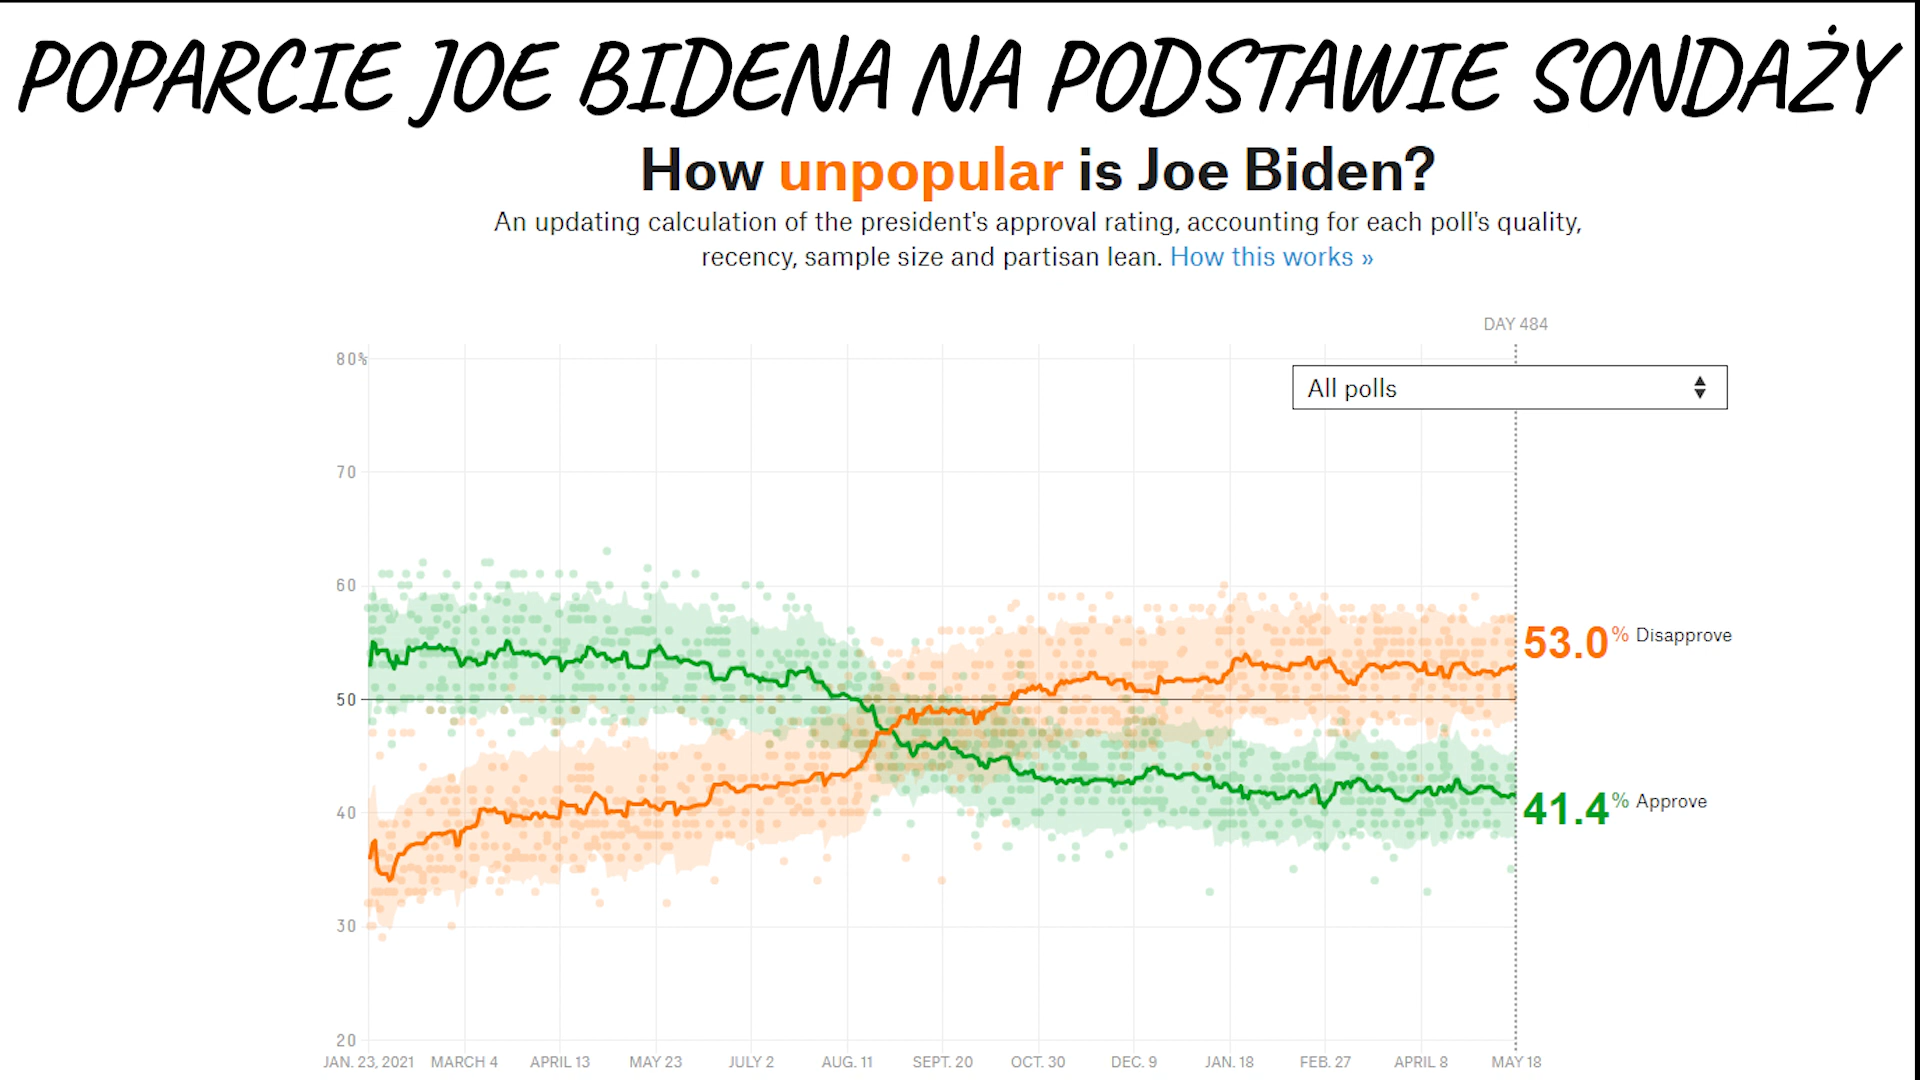 POPARCIE JOE BIDENA NA PODSTAWIE SONDAŻY
How unpopular is Joe Biden?
An updating calculation of the president's approval rating, accounting for each poll's quality,
recency, sample size and partisan lean. How this works »
DAY 484
80%
All polls
70
60
53.0% Disapprove
50
41.4% Approve
40
30
20
JAN. 23, 2021 MARCH 4 APRIL 13 MAY 23 JULY 2 AUG. 11 SEPT. 20 OCT. 30 DEC. 9 JAN. 18 FEB. 27 APRIL 8 MAY 18